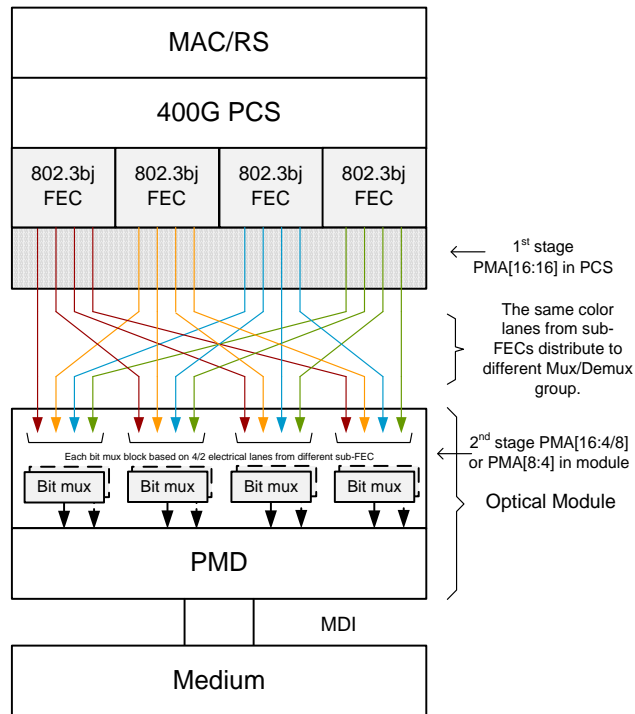 MAC/RS
400G PCS
802.3bj
FEC
802.3bj
FEC
802.3bj
FEC
802.3bj
FEC
1st stage
PMA[16:16] in PCS
The same color
lanes from sub-
FECs distribute to
different Mux/Demux
group.
Each bit mux block based on 4/2 electrical lanes from different sub-FEC
2nd stage PMA[16:4/8]
or PMA[8:4] in module
Bit mux
Bit mux
Bit mux
Bit mux
Optical Module
PMD
MDI
Medium